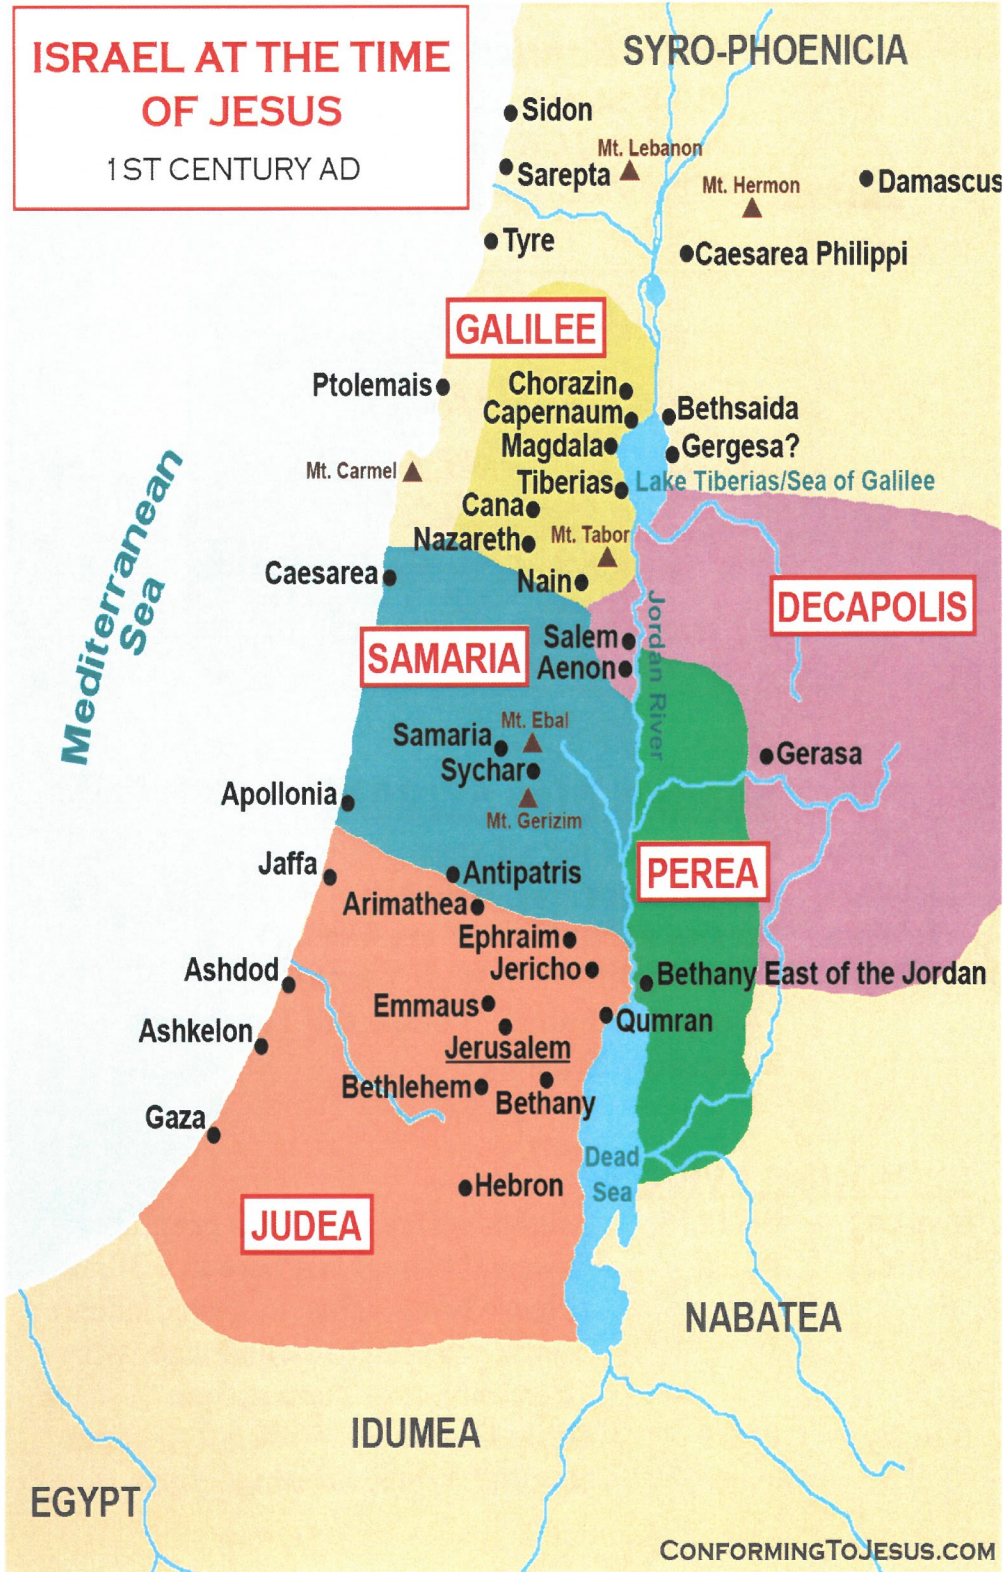 ISRAEL AT THE TIME
OF JESUS
1ST CENTURY AD
SYRO-PHOENICIA
Sidon
Mt. Lebanon
Sarepta
Mt. Hermon
Damascus
Tyre
Caesarea Philippi
GALILEE
Ptolemais
Chorazin
Capernaum
Bethsaida
Magdala
Gergesa?
Mt. Carmel
Tiberias
Lake Tiberias/Sea of Galilee
Cana
Nazareth
Mt. Tabor
Mediterranean
Sea
Caesarea
Nain
Jordan River
DECAPOLIS
Salem
SAMARIA
Aenon
Mt. Ebal
Samaria
Gerasa
Sychar
Apollonia
Mt. Gerizim
Jaffa
Antipatris
PEREA
Arimathea
Ephraim
Jericho
Ashdod
Bethany East of the Jordan
Emmaus
Qumran
Ashkelon
Jerusalem
Bethlehem
Bethany
Gaza
Dead
Sea
Hebron
JUDEA
NABATEA
IDUMEA
EGYPT
CONFORMINGTOJESUS.COM